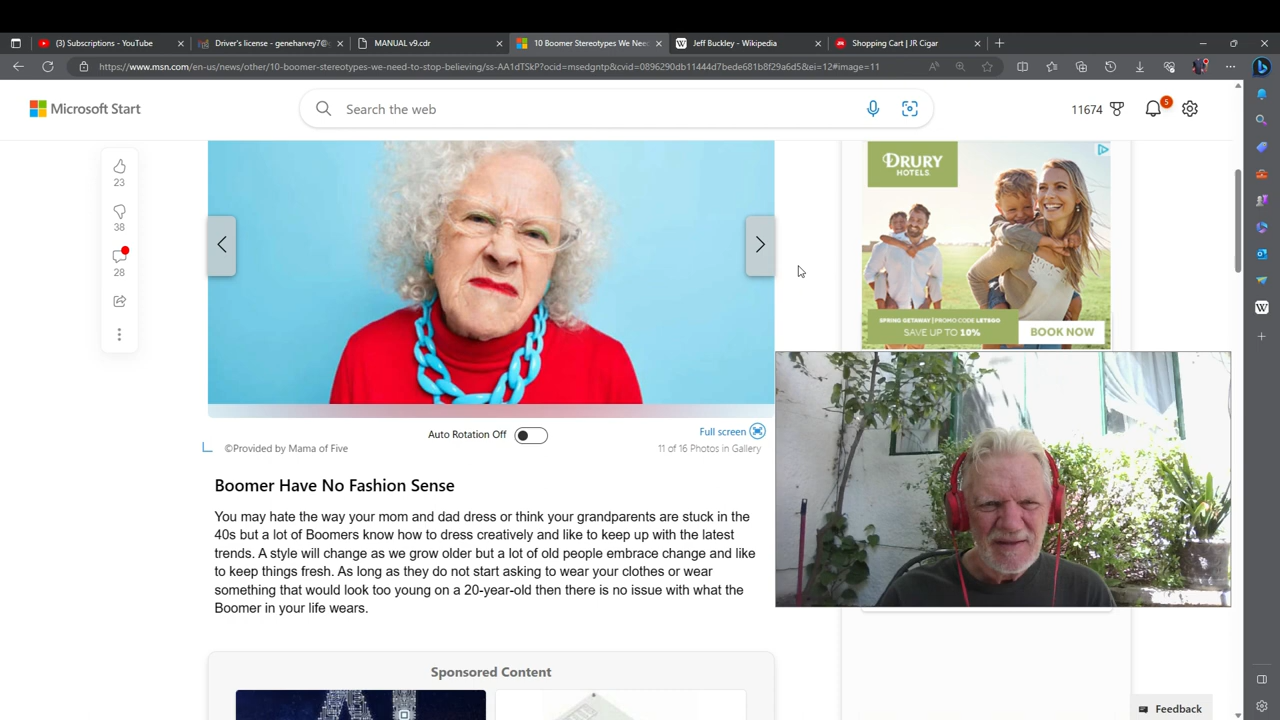 (3) Subscriptions - YouTube
Driver's license - geneharvey7@
MANUAL v9.cdr
10 Boomer Stereotypes We Nee
Jeff Buckley - Wikipedia
Shopping Cart | JR Cigar
https://www.msn.com/en-us/news/other/10-boomer-stereotypes-we-need-to-stop-believing/ss-AA1dTSkP?ocid=msedgntp&cvid=0896290db11444d7bede681b8f29a6d5&ei=12#image=11
Microsoft Start
Search the web
11674
5
23
38
28
DRURY
HOTELS
SPRING GETAWAY | PROMO CODE LETSGO
SAVE UP TO 10%
BOOK NOW
Auto Rotation Off
Full screen
©Provided by Mama of Five
11 of 16 Photos in Gallery
Boomer Have No Fashion Sense
You may hate the way your mom and dad dress or think your grandparents are stuck in the
40s but a lot of Boomers know how to dress creatively and like to keep up with the latest
trends. A style will change as we grow older but a lot of old people embrace change and like
to keep things fresh. As long as they do not start asking to wear your clothes or wear
something that would look too young on a 20-year-old then there is no issue with what the
Boomer in your life wears.
Sponsored Content
Feedback